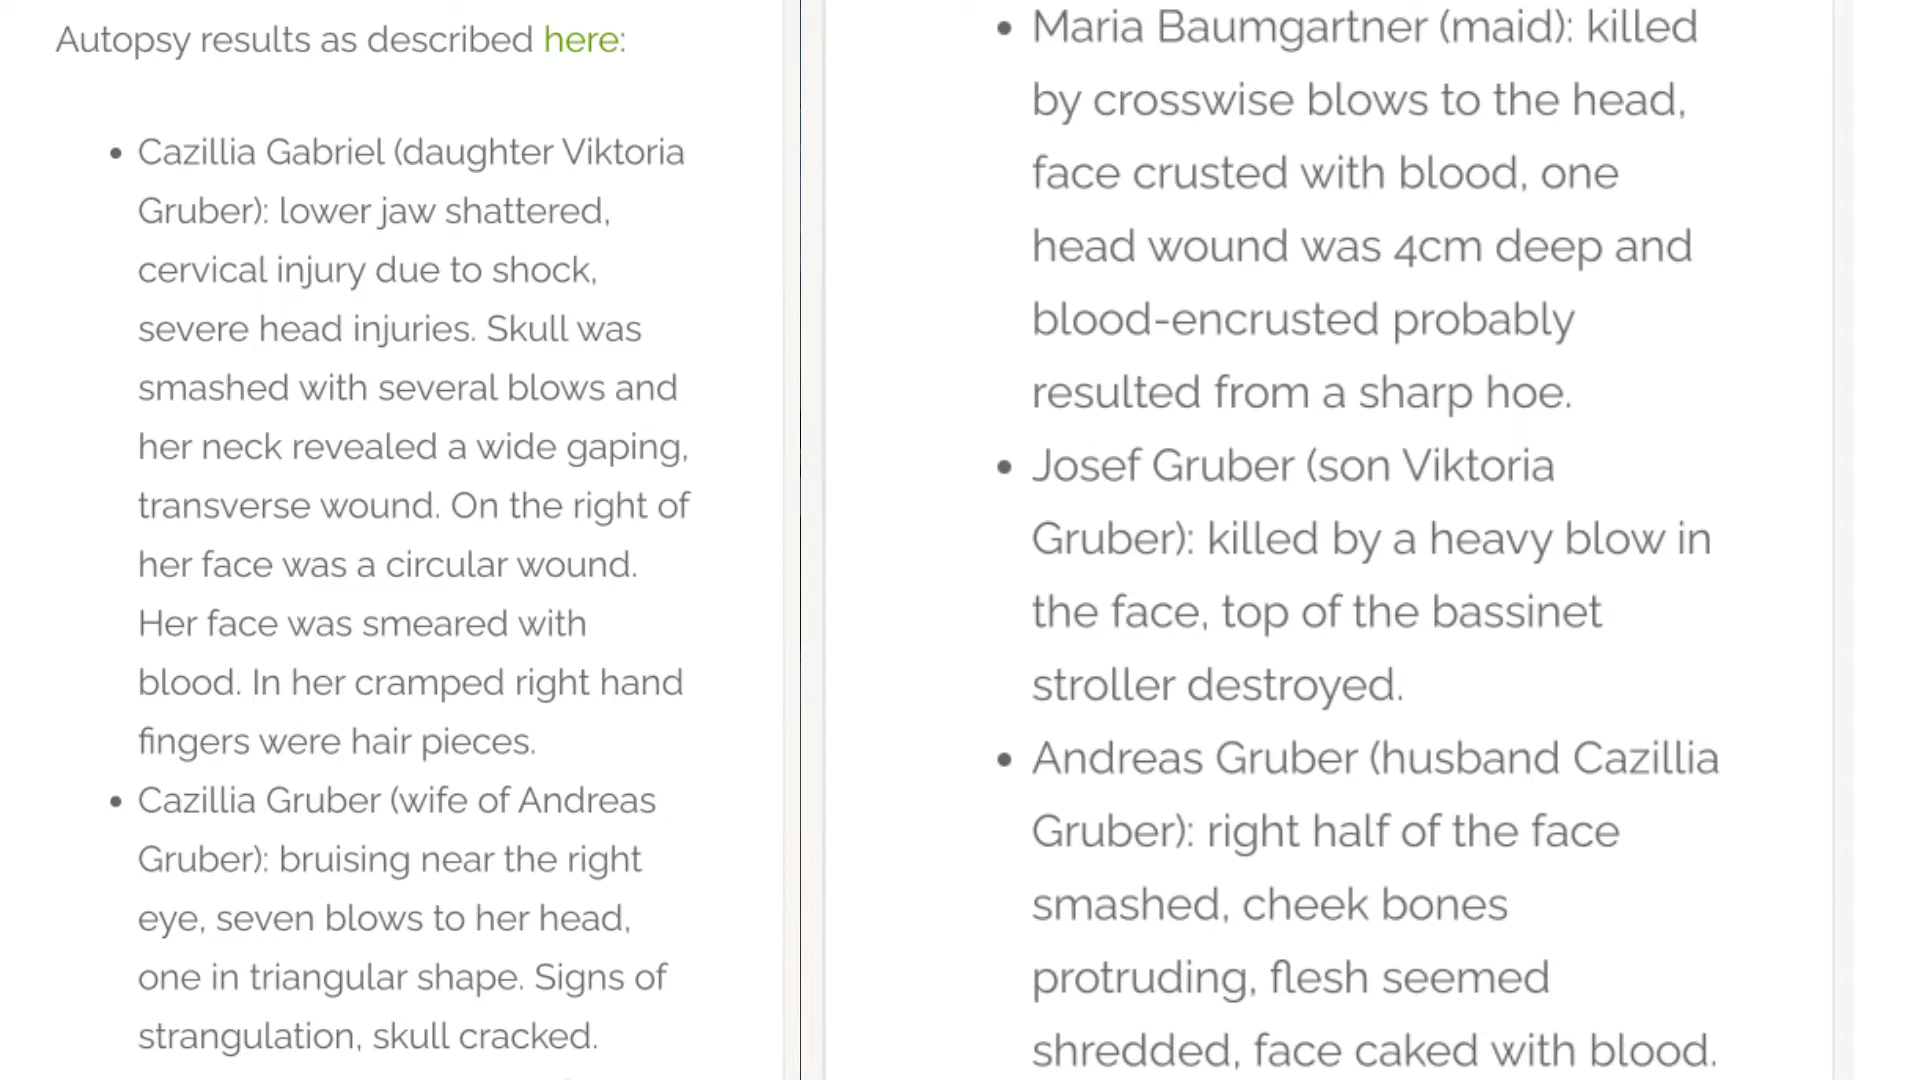 Autopsy results as described here:
• Cazillia Gabriel (daughter Viktoria
Gruber): lower jaw shattered,
cervical injury due to shock,
severe head injuries. Skull was
smashed with several blows and
her neck revealed a wide gaping,
transverse wound. On the right of
her face was a circular wound.
Her face was smeared with
blood. In her cramped right hand
fingers were hair pieces.
• Cazillia Gruber (wife of Andreas
Gruber): bruising near the right
eye, seven blows to her head,
one in triangular shape. Signs of
strangulation, skull cracked.
• Maria Baumgartner (maid): killed
by crosswise blows to the head,
face crusted with blood, one
head wound was 4cm deep and
blood-encrusted probably
resulted from a sharp hoe.
• Josef Gruber (son Viktoria
Gruber): killed by a heavy blow in
the face, top of the bassinet
stroller destroyed.
• Andreas Gruber (husband Cazillia
Gruber): right half of the face
smashed, cheek bones
protruding, flesh seemed
shredded, face caked with blood.